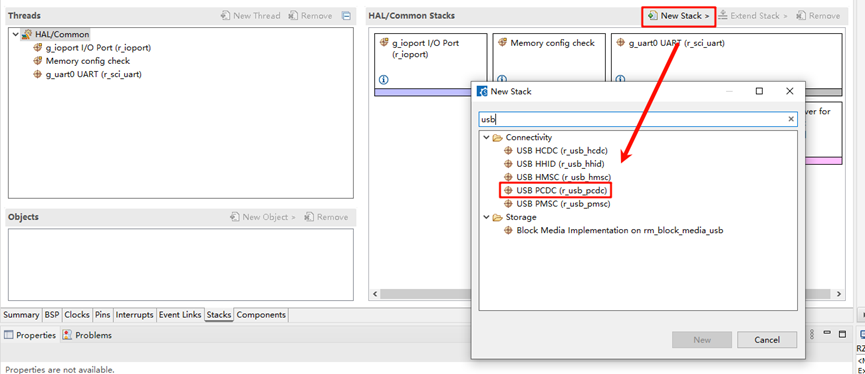 Threads
New Thread
Remove
HAL/Common
g_ioport I/O Port (r_ioport)
Memory config check
g_uart0 UART (r_sci_uart)
Objects
New Object >
Remove
HAL/Common Stacks
New Stack >
Extend Stack >
Remove
g_ioport I/O Port
(r_ioport)
Memory config check
g_uart0 UART (r_sci_uart)
ver for
New Stack
usb
Connectivity
USB HCDC (r_usb_hcdc)
USB HHID (r_usb_hhid)
USB HMSC (r_usb_hmsc)
USB PCDC (r_usb_pcdc)
USB PMSC (r_usb_pmsc)
Storage
Block Media Implementation on rm_block_media_usb
New
Cancel
Summary BSP Clocks Pins Interrupts Event Links Stacks Components
Properties
Problems
Properties are not available.
RZ
Ex